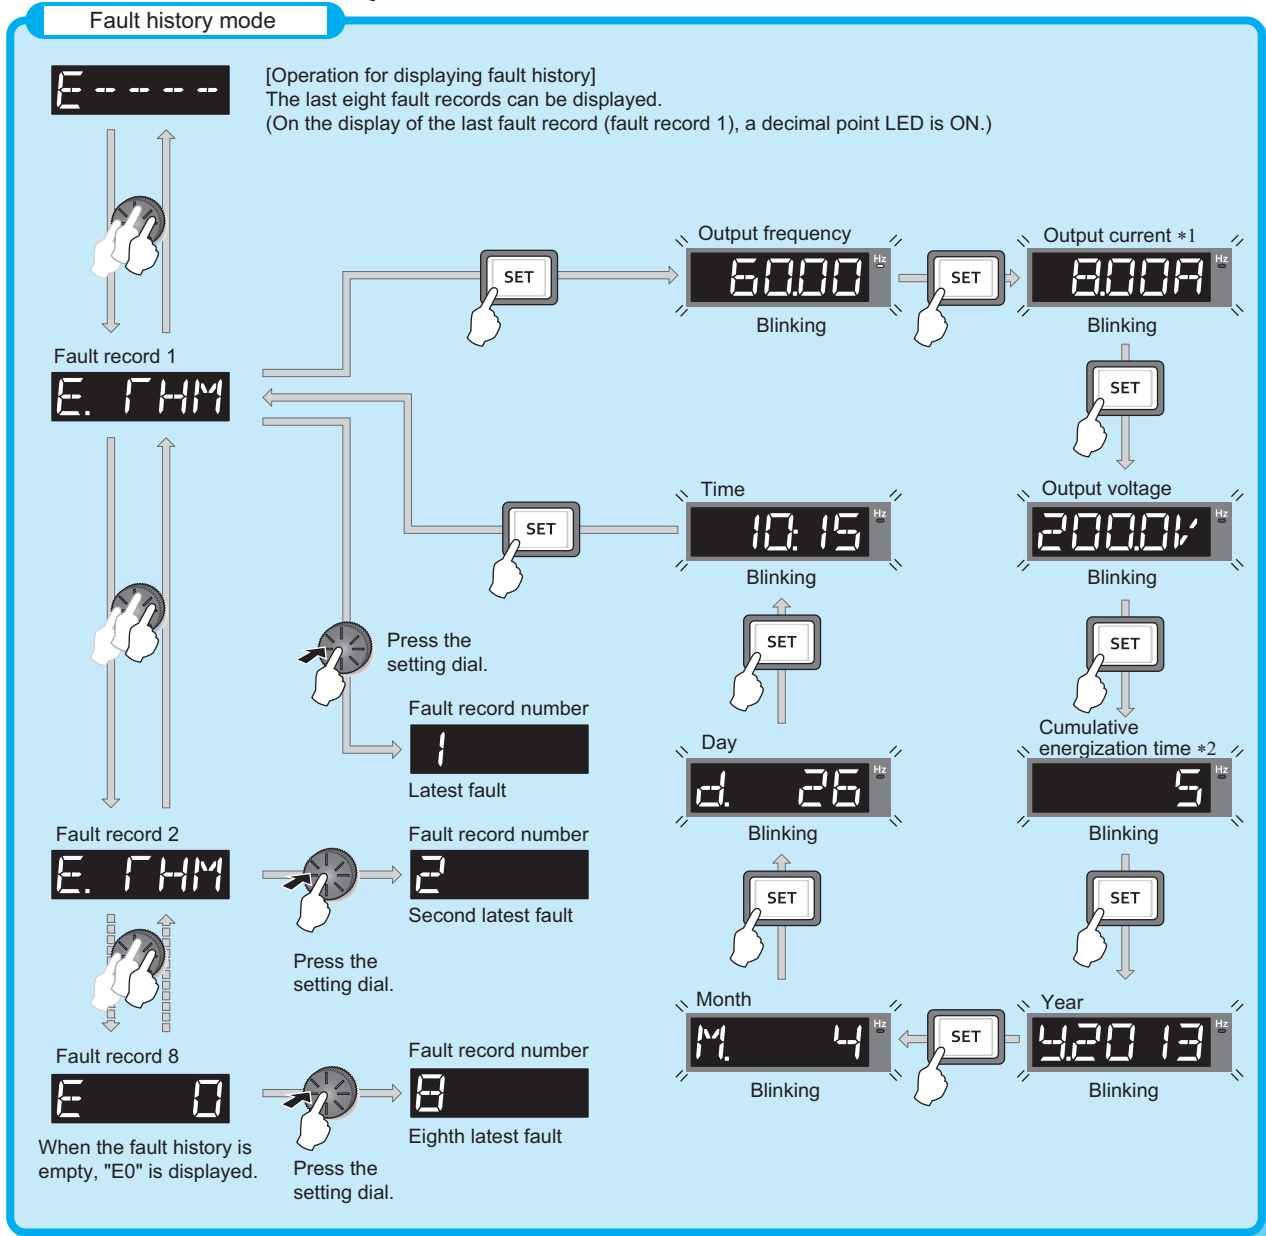 Fault history mode
E----
[Operation for displaying fault history]
The last eight fault records can be displayed.
(On the display of the last fault record (fault record 1), a decimal point LED is ON.)
SET
Output frequency
60.00
Hz
Blinking
SET
Output current *1
8.00A
Hz
Blinking
SET
Fault record 1
E. THM
Output voltage
200.0V
Hz
Blinking
SET
Time
10:15
Hz
Blinking
SET
SET
Press the
setting dial.
Fault record number
1
Latest fault
Day
d. 26
Hz
Blinking
SET
Cumulative
energization time *2
5
Hz
Blinking
SET
Fault record 2
E. THM
Press the
setting dial.
Fault record number
2
Second latest fault
Month
M. 4
Hz
Blinking
SET
Year
Y.2013
Hz
Blinking
Fault record 8
E 0
When the fault history is
empty, "E0" is displayed.
Press the
setting dial.
Fault record number
8
Eighth latest fault